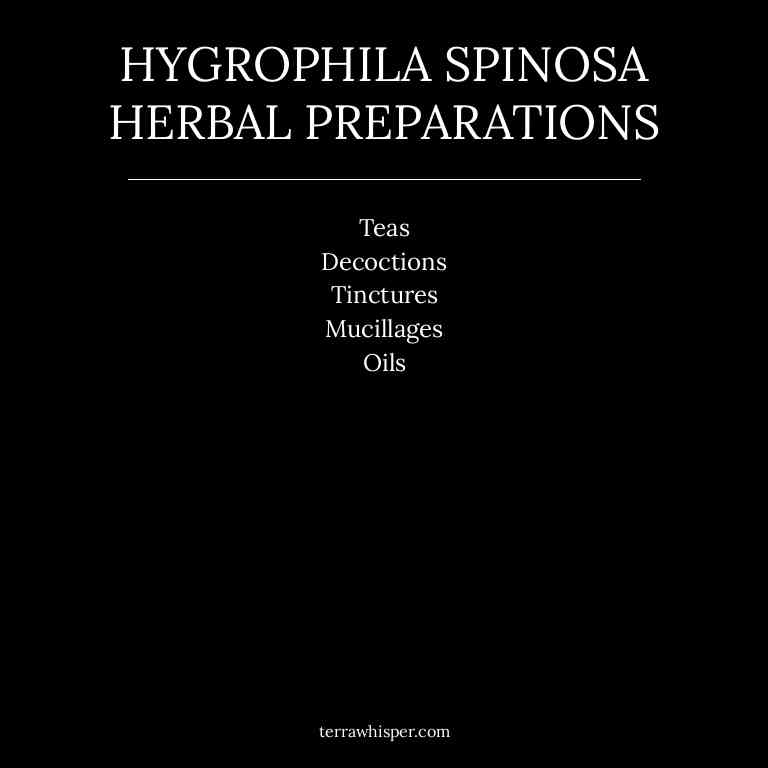 HYGROPHILA SPINOSA
HERBAL PREPARATIONS
Teas
Decoctions
Tinctures
Mucillages
Oils
terrawhisper.com